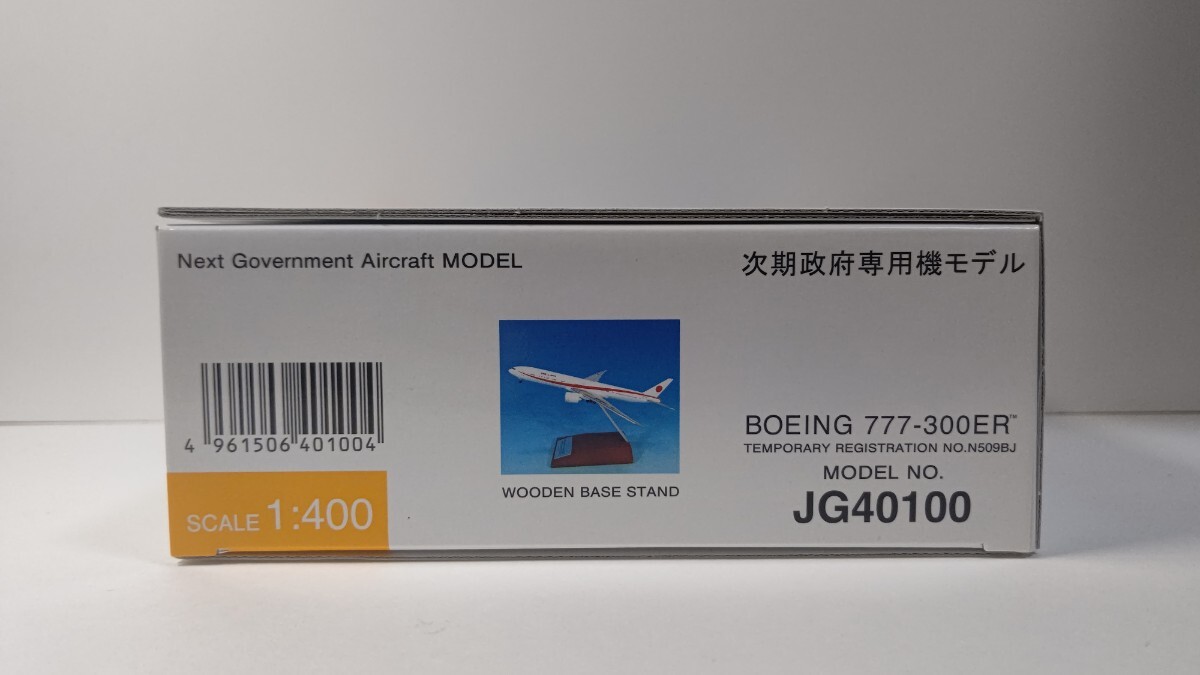 Next Government Aircraft MODEL
次期政府専用機モデル
4 961506 401004
SCALE 1:400
WOODEN BASE STAND
BOEING 777-300ER™
TEMPORARY REGISTRATION NO.N509BJ
MODEL NO.
JG40100